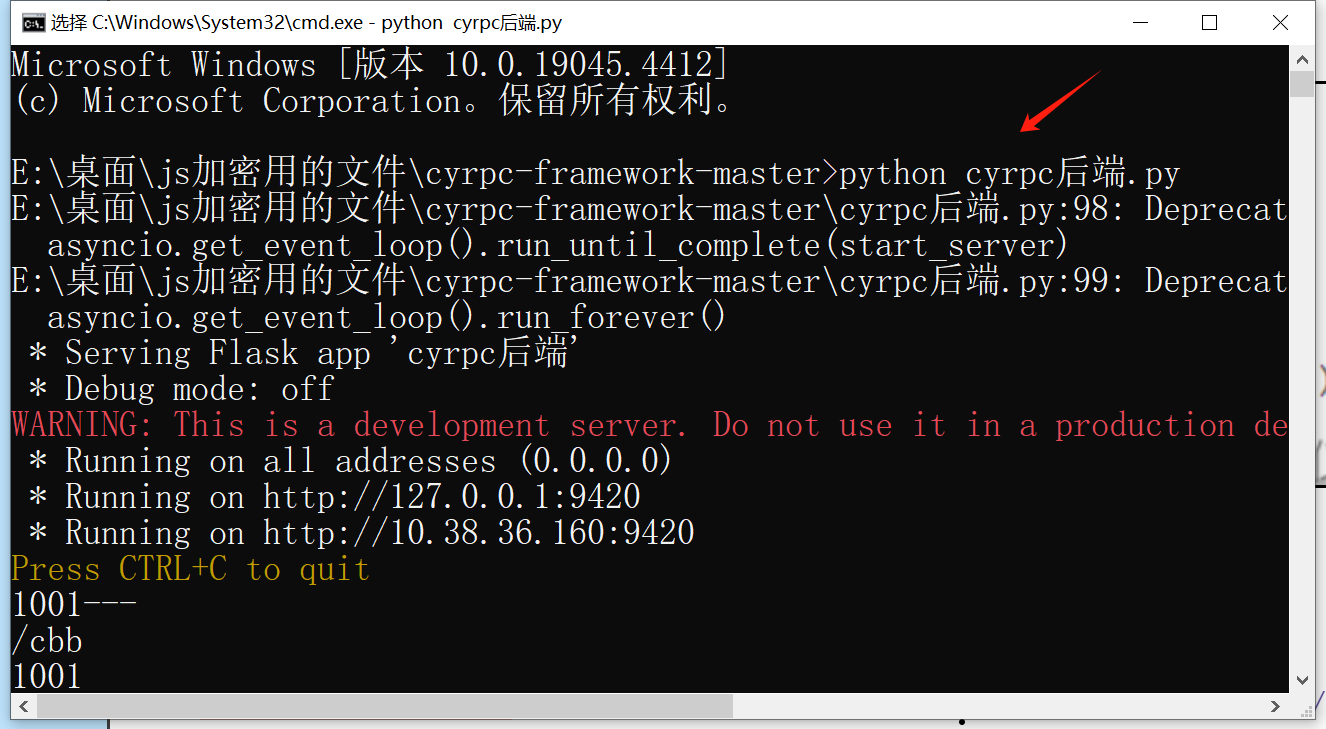 选择 C:\Windows\System32\cmd.exe - python  cyrpc后端.py
Microsoft Windows [版本 10.0.19045.4412]
(c) Microsoft Corporation。保留所有权利。
E:\桌面\js加密用的文件\cyrpc-framework-master>python cyrpc后端.py
E:\桌面\js加密用的文件\cyrpc-framework-master\cyrpc后端.py:98: Deprecat
asyncio.get_event_loop().run_until_complete(start_server)
E:\桌面\js加密用的文件\cyrpc-framework-master\cyrpc后端.py:99: Deprecat
asyncio.get_event_loop().run_forever()
* Serving Flask app 'cyrpc后端'
* Debug mode: off
WARNING: This is a development server. Do not use it in a production de
* Running on all addresses (0.0.0.0)
* Running on http://127.0.0.1:9420
* Running on http://10.38.36.160:9420
Press CTRL+C to quit
1001---
/cbb
1001